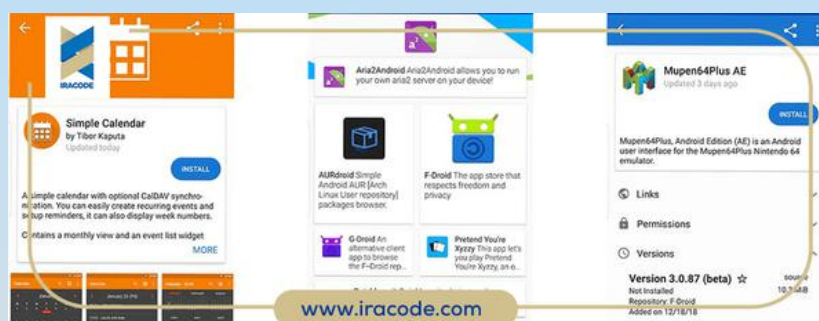 IRACODE
Simple Calendar
by Tibor Kaputa
Updated today
INSTALL
A simple calendar with optional CalDAV synchro-
nization. You can easily create recurring events and
setup reminders, it can also display week numbers.
Contains a monthly view and an event list widget
MORE
a²
Aria2Android Aria2Android allows you to run
your own aria2 server on your device!
AURdroid Simple
Android AUR [Arch
Linux User repository]
packages browser.
F-Droid The app store that
respects freedom and
privacy
G-Droid An
alternative client
app to browse
the F-Droid rep...
Pretend You're
Xyzzy This app let's
you play Pretend
You're Xyzzy, an o...
Mupen64Plus AE
Updated 3 days ago
INSTALL
Mupen64Plus, Android Edition (AE) is an Android
user interface for the Mupen64Plus Nintendo 64
emulator.
Links
Permissions
Versions
Version 3.0.87 (beta)
source
Not Installed
Repository: F-Droid
Added on 12/18/18
www.iracode.com